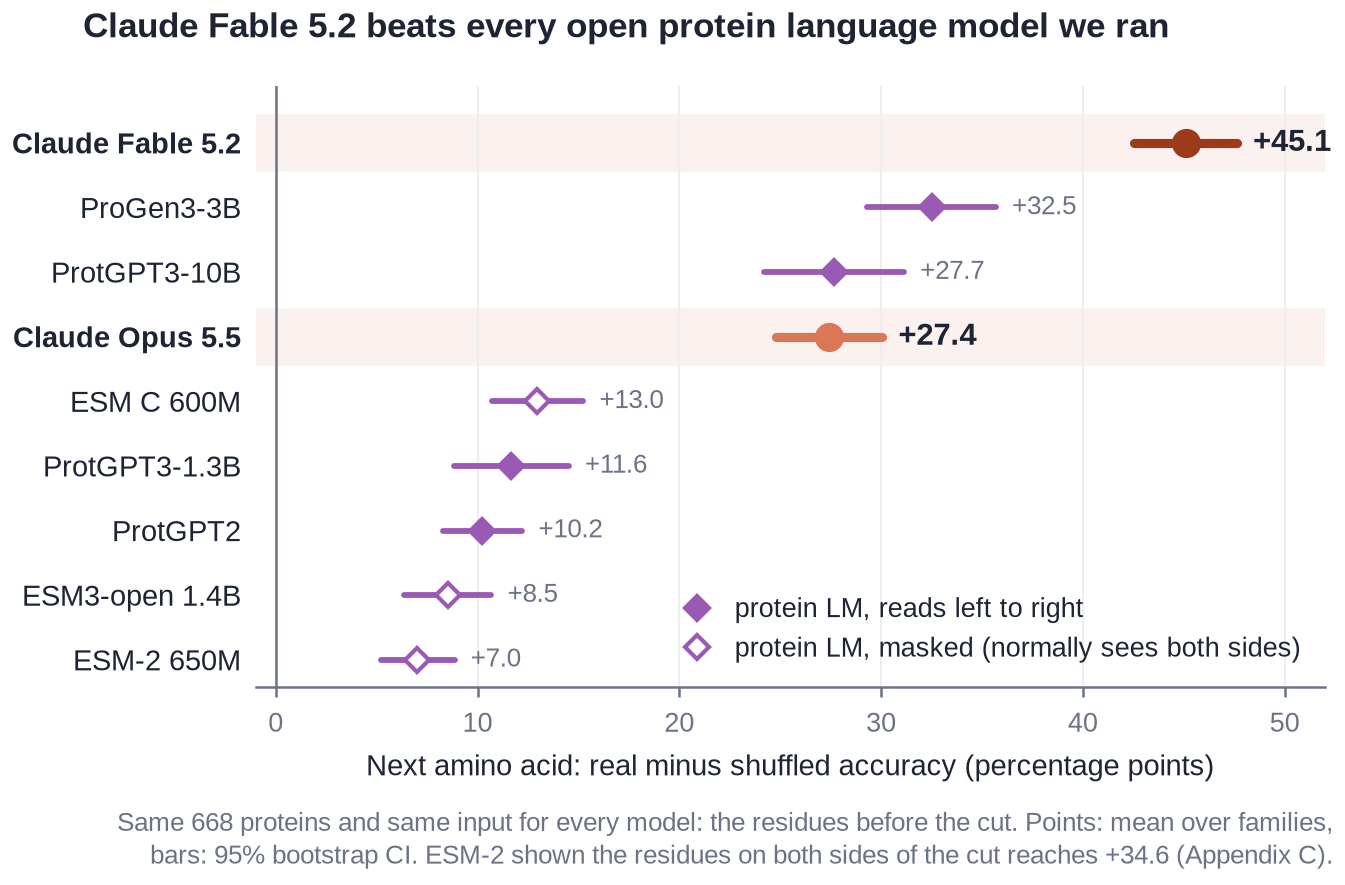 Claude Fable 5.2 beats every open protein language model we ran
Claude Fable 5.2
+45.1
ProGen3-3B
+32.5
ProtGPT3-10B
+27.7
Claude Opus 5.5
+27.4
ESM C 600M
+13.0
ProtGPT3-1.3B
+11.6
ProtGPT2
+10.2
ESM3-open 1.4B
+8.5
ESM-2 650M
+7.0
protein LM, reads left to right
protein LM, masked (normally sees both sides)
0 10 20 30 40 50
Next amino acid: real minus shuffled accuracy (percentage points)
Same 668 proteins and same input for every model: the residues before the cut. Points: mean over families,
bars: 95% bootstrap CI. ESM-2 shown the residues on both sides of the cut reaches +34.6 (Appendix C).